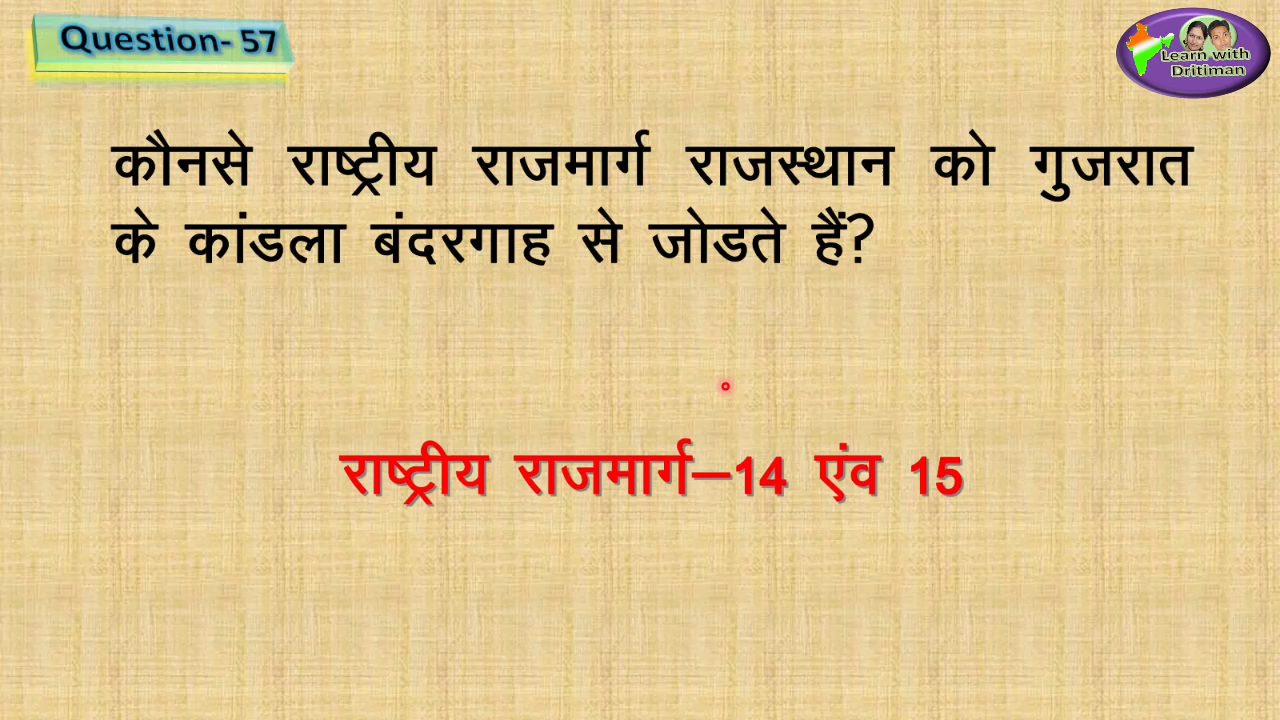 Question- 57
Learn with
Dritiman
कौनसे राष्ट्रीय राजमार्ग राजस्थान को गुजरात
के कांडला बंदरगाह से जोडते हैं?
राष्ट्रीय राजमार्ग–14 एंव 15